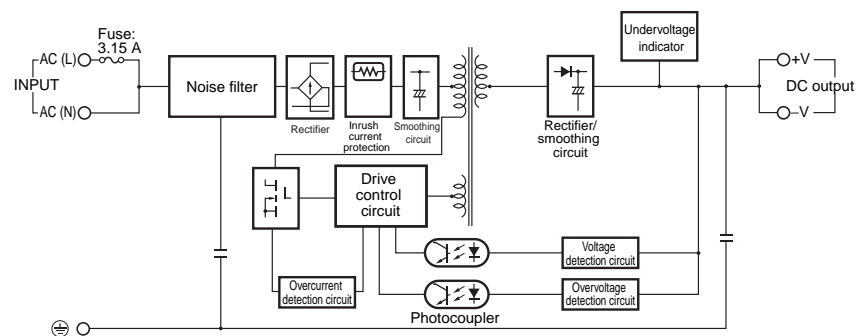 Fuse:
3.15 A
AC (L)
INPUT
AC (N)
Noise filter
Rectifier
Inrush
current
protection
Smoothing
circuit
Rectifier/
smoothing
circuit
Undervoltage
indicator
+V
DC output
−V
Drive
control
circuit
Overcurrent
detection circuit
Photocoupler
Voltage
detection circuit
Overvoltage
detection circuit